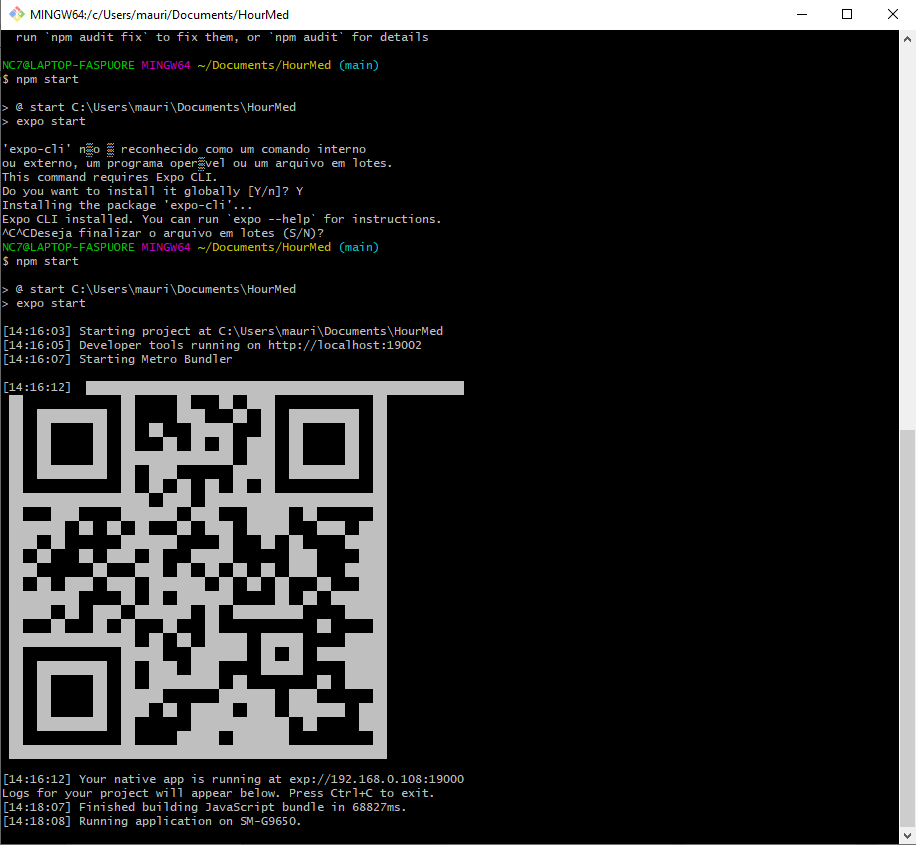 MINGW64:/c/Users/mauri/Documents/HourMed
run `npm audit fix` to fix them, or `npm audit` for details
NC7@LAPTOP-FASPUORE MINGW64 ~/Documents/HourMed (main)
$ npm start
> @ start C:\Users\mauri\Documents\HourMed
> expo start
'expo-cli' n▒o ▒ reconhecido como um comando interno
ou externo, um programa oper▒vel ou um arquivo em lotes.
This command requires Expo CLI.
Do you want to install it globally [Y/n]? Y
Installing the package 'expo-cli'...
Expo CLI installed. You can run `expo --help` for instructions.
^C^CDeseja finalizar o arquivo em lotes (S/N)?
NC7@LAPTOP-FASPUORE MINGW64 ~/Documents/HourMed (main)
$ npm start
> @ start C:\Users\mauri\Documents\HourMed
> expo start
[14:16:03] Starting project at C:\Users\mauri\Documents\HourMed
[14:16:05] Developer tools running on http://localhost:19002
[14:16:07] Starting Metro Bundler
[14:16:12]
[14:16:12] Your native app is running at exp://192.168.0.108:19000
Logs for your project will appear below. Press Ctrl+C to exit.
[14:18:07] Finished building JavaScript bundle in 68827ms.
[14:18:08] Running application on SM-G9650.